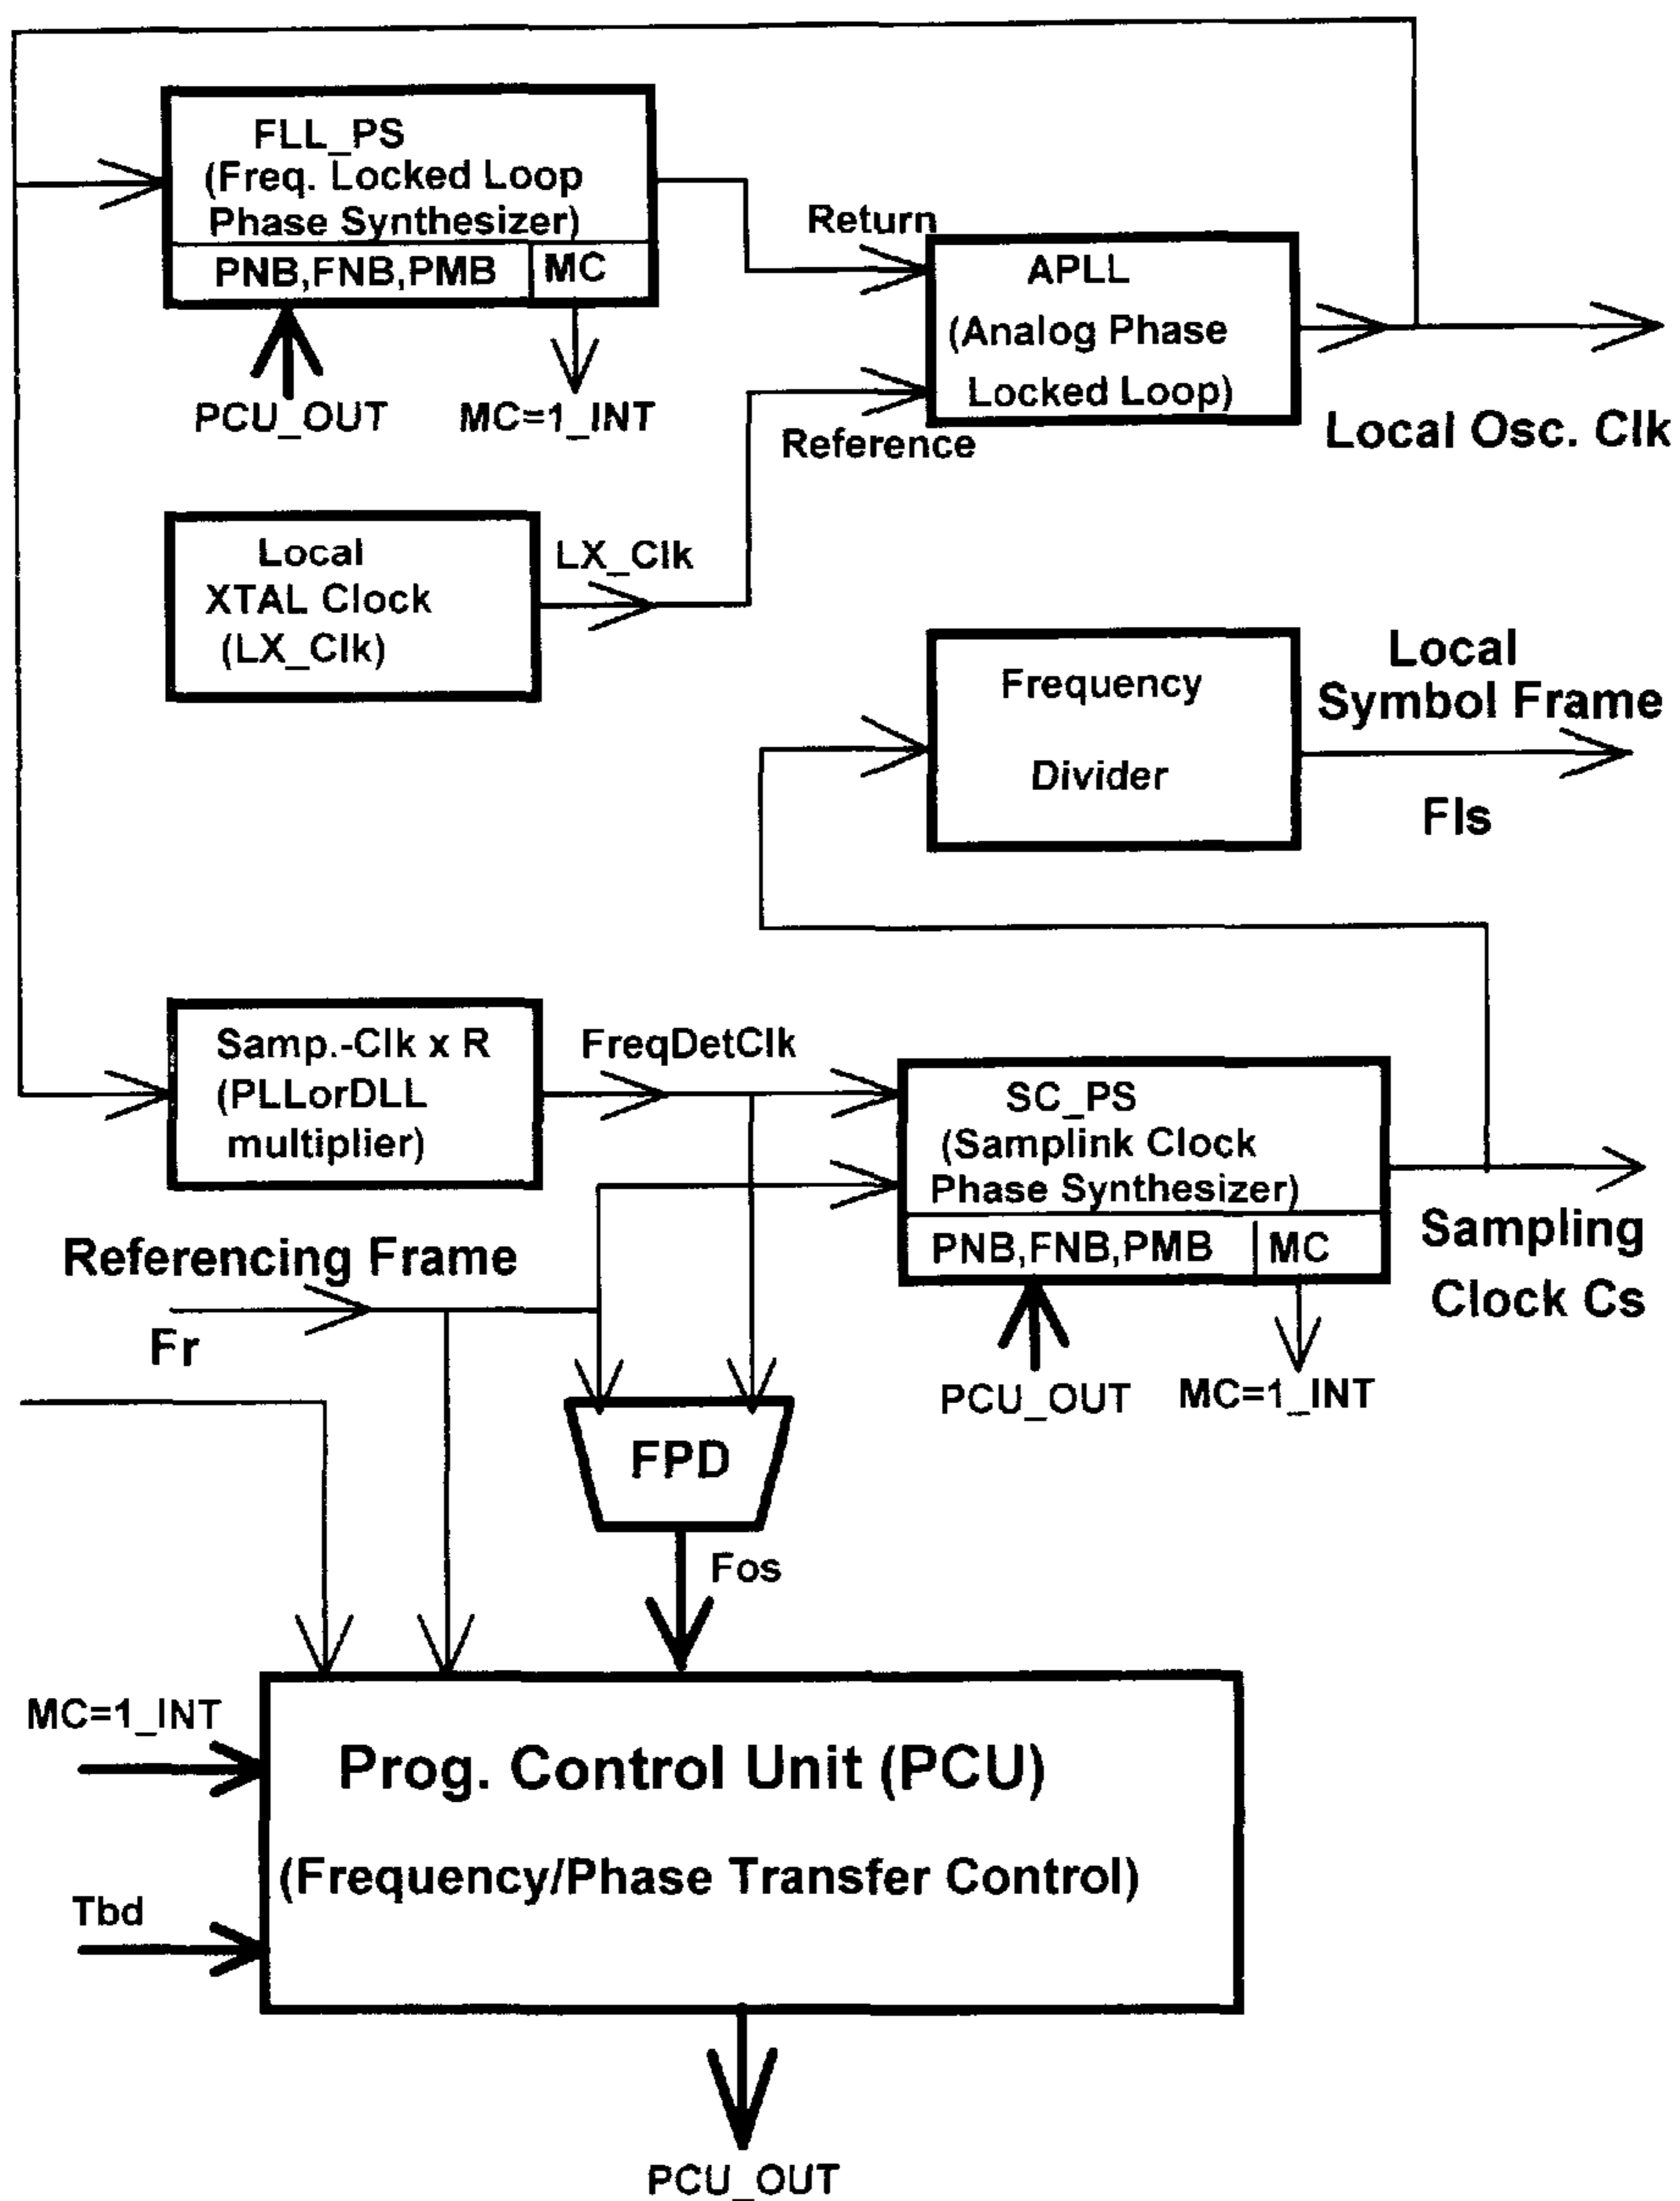 FLL_PS
(Freq. Locked Loop
Phase Synthesizer)
PNB,FNB,PMB
MC
PCU_OUT
MC=1_INT
Return
APLL
(Analog Phase
Locked Loop)
Reference
Local Osc. Clk
Local
XTAL Clock
(LX_Clk)
LX_Clk
Frequency
Divider
Local
Symbol Frame
Fls
Samp.-Clk x R
(PLLorDLL
multiplier)
FreqDetClk
SC_PS
(Samplink Clock
Phase Synthesizer)
PNB,FNB,PMB
MC
PCU_OUT
MC=1_INT
Sampling
Clock Cs
Referencing Frame
Fr
FPD
Fos
MC=1_INT
Tbd
Prog. Control Unit (PCU)
(Frequency/Phase Transfer Control)
PCU_OUT